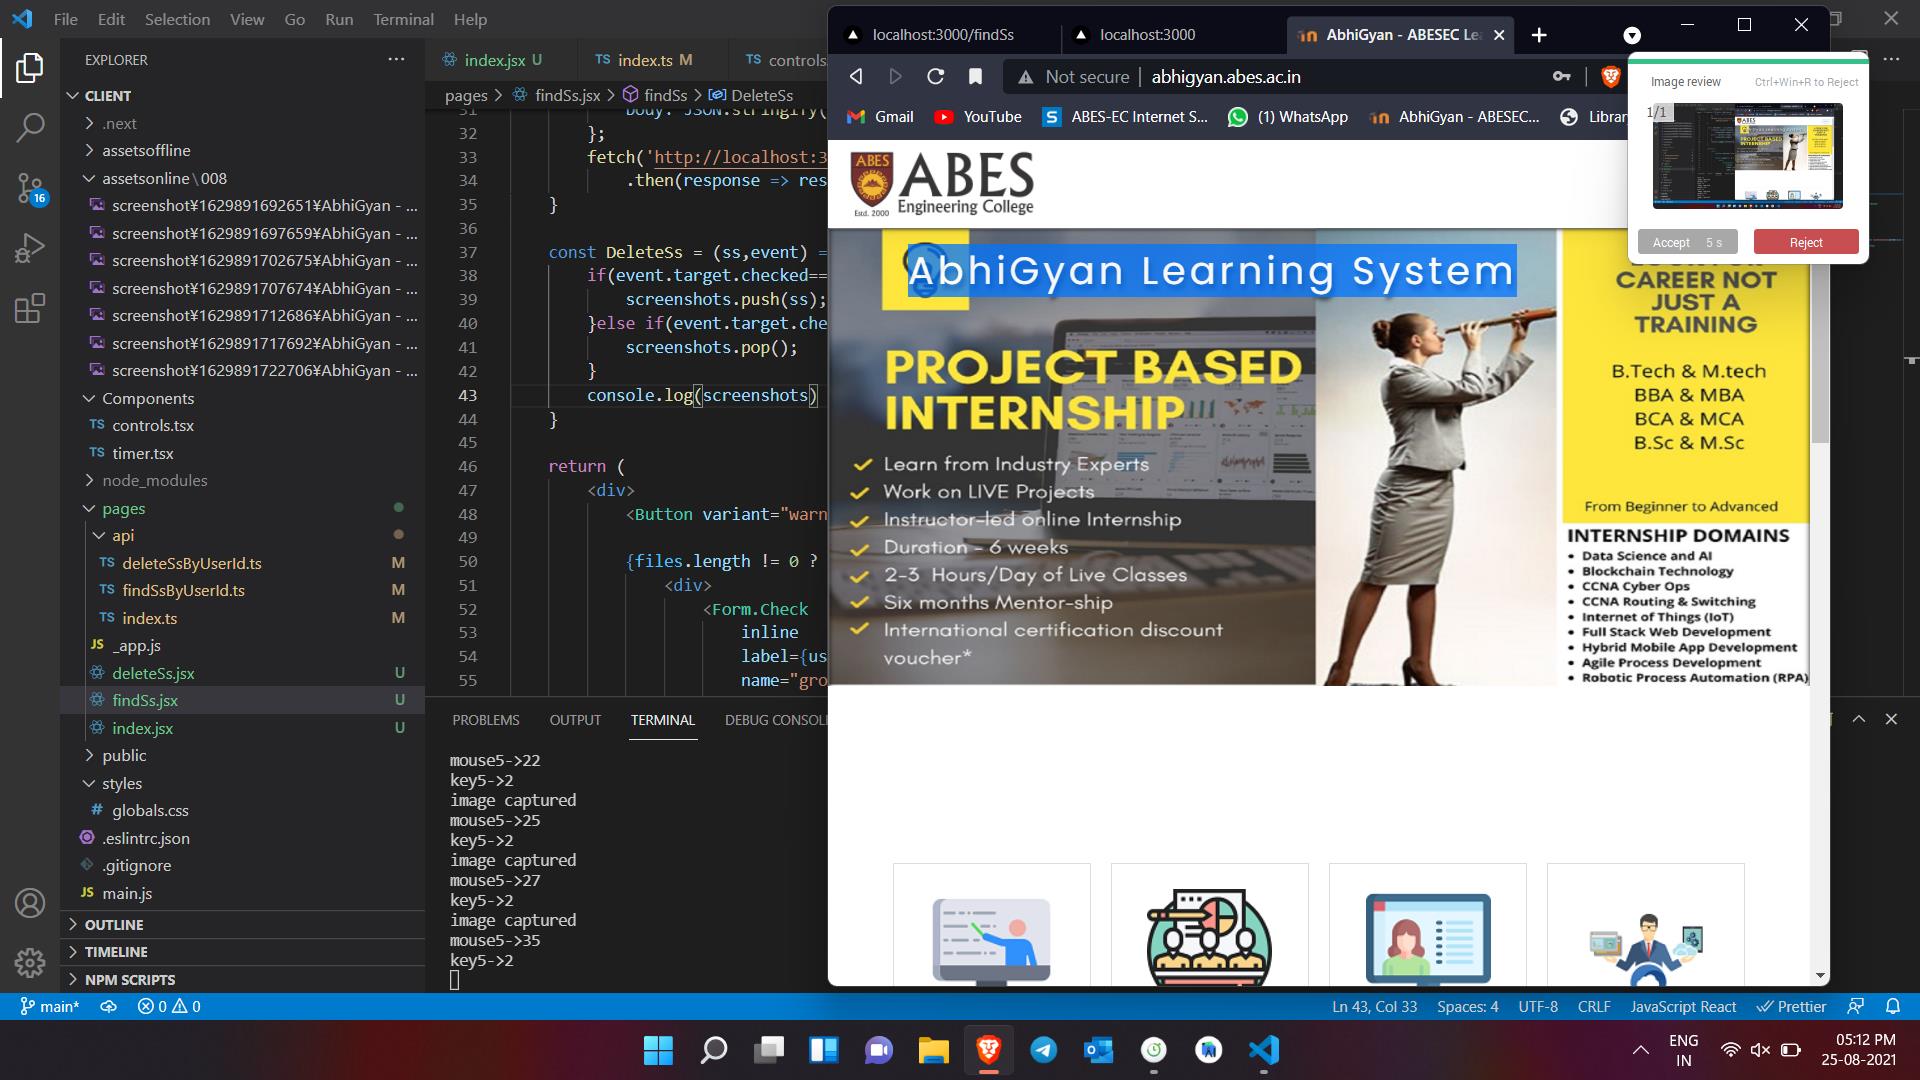 File Edit Selection View Go Run Terminal Help
EXPLORER
CLIENT
.next
assetsoffline
assetsonline\008
screenshot¥1629891692651¥AbhiGyan - ...
screenshot¥1629891697659¥AbhiGyan - ...
screenshot¥1629891702675¥AbhiGyan - ...
screenshot¥1629891707674¥AbhiGyan - ...
screenshot¥1629891712686¥AbhiGyan - ...
screenshot¥1629891717692¥AbhiGyan - ...
screenshot¥1629891722706¥AbhiGyan - ...
Components
TS controls.tsx
TS timer.tsx
node_modules
pages
api
TS deleteSsByUserId.ts M
TS findSsByUserId.ts M
TS index.ts M
JS _app.js
deleteSs.jsx U
findSs.jsx U
index.jsx U
public
styles
# globals.css
.eslintrc.json
.gitignore
JS main.js
OUTLINE
TIMELINE
NPM SCRIPTS
16
index.jsx U TS index.ts M TS controls
pages > findSs.jsx > findSs > DeleteSs
31 body: JSON.stringify(
32 };
33 fetch('http://localhost:3
34 .then(response => res
35 }
36
37 const DeleteSs = (ss,event) =
38 if(event.target.checked==
39 screenshots.push(ss);
40 }else if(event.target.che
41 screenshots.pop();
42 }
43 console.log(screenshots)
44 }
45
46 return (
47 <div>
48 <Button variant="warn
49
50 {files.length != 0 ?
51 <div>
52 <Form.Check
53 inline
54 label={us
55 name="gro
PROBLEMS OUTPUT TERMINAL DEBUG CONSOL
mouse5->22
key5->2
image captured
mouse5->25
key5->2
image captured
mouse5->27
key5->2
image captured
mouse5->35
key5->2
localhost:3000/findSs localhost:3000 AbhiGyan - ABESEC Le
Not secure | abhigyan.abes.ac.in
Gmail YouTube S ABES-EC Internet S... (1) WhatsApp AbhiGyan - ABESEC... Librar
ABES
Estd. 2000
ABES
Engineering College
AbhiGyan Learning System
PROJECT BASED
INTERNSHIP
Learn from Industry Experts
Work on LIVE Projects
Instructor-led online Internship
Duration - 6 weeks
2-3 Hours/Day of Live Classes
Six months Mentor-ship
International certification discount
voucher*
CAREER NOT
JUST A
TRAINING
B.Tech & M.tech
BBA & MBA
BCA & MCA
B.Sc & M.Sc
From Beginner to Advanced
INTERNSHIP DOMAINS
• Data Science and AI
• Blockchain Technology
• CCNA Cyber Ops
• CCNA Routing & Switching
• Internet of Things (IoT)
• Full Stack Web Development
• Hybrid Mobile App Development
• Agile Process Development
• Robotic Process Automation (RPA)
Image review Ctrl+Win+R to Reject
1/1
Accept 5 s Reject
main* 0 0 Ln 43, Col 33 Spaces: 4 UTF-8 CRLF JavaScript React Prettier
ENG
IN
05:12 PM
25-08-2021